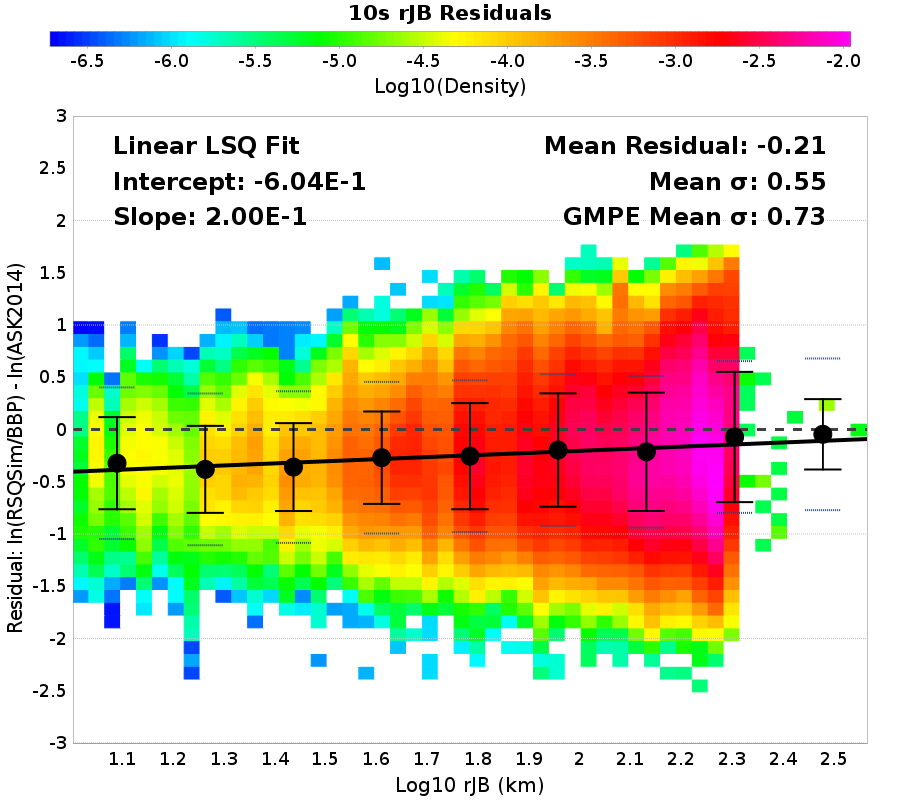 10s rJB Residuals
-6.5 -6.0 -5.5 -5.0 -4.5 -4.0 -3.5 -3.0 -2.5 -2.0
Log10(Density)
Linear LSQ Fit
Intercept: -6.04E-1
Slope: 2.00E-1
Mean Residual: -0.21
Mean σ: 0.55
GMPE Mean σ: 0.73
Residual: ln(RSQSim/BBP) - ln(ASK2014)
3
2.5
2
1.5
1
0.5
0
-0.5
-1
-1.5
-2
-2.5
-3
1.1 1.2 1.3 1.4 1.5 1.6 1.7 1.8 1.9 2 2.1 2.2 2.3 2.4 2.5
Log10 rJB (km)